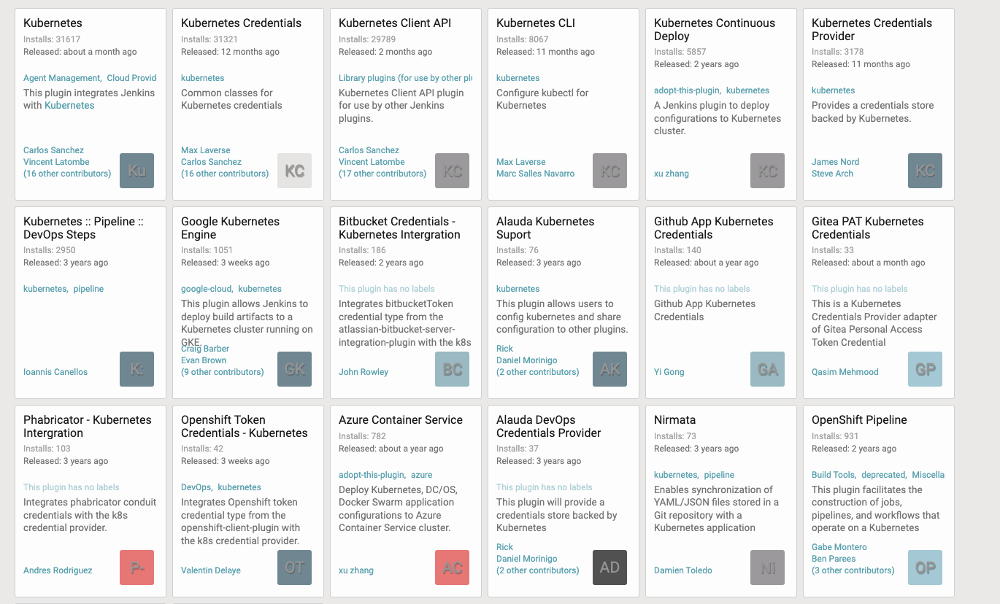 Kubernetes
Installs: 31617
Released: about a month ago
Agent Management, Cloud Provid
This plugin integrates Jenkins
with Kubernetes
Carlos Sanchez
Vincent Latombe
(16 other contributors)
Ku
Kubernetes Credentials
Installs: 31321
Released: 12 months ago
kubernetes
Common classes for
Kubernetes credentials
Max Laverse
Carlos Sanchez
(16 other contributors)
KC
Kubernetes Client API
Installs: 29789
Released: 2 months ago
Library plugins (for use by other plu
Kubernetes Client API plugin
for use by other Jenkins
plugins.
Carlos Sanchez
Vincent Latombe
(17 other contributors)
KC
Kubernetes CLI
Installs: 8067
Released: 11 months ago
kubernetes
Configure kubectl for
Kubernetes
Max Laverse
Marc Salles Navarro
KC
Kubernetes Continuous
Deploy
Installs: 5857
Released: 2 years ago
adopt-this-plugin, kubernetes
A Jenkins plugin to deploy
configurations to Kubernetes
cluster.
xu zhang
KC
Kubernetes Credentials
Provider
Installs: 3178
Released: 11 months ago
kubernetes
Provides a credentials store
backed by Kubernetes.
James Nord
Steve Arch
KC
Kubernetes :: Pipeline ::
DevOps Steps
Installs: 2950
Released: 3 years ago
kubernetes, pipeline
Ioannis Canellos
K:
Google Kubernetes
Engine
Installs: 1051
Released: 3 weeks ago
google-cloud, kubernetes
This plugin allows Jenkins to
deploy build artifacts to a
Kubernetes cluster running on
GKE.
Craig Barber
Evan Brown
(9 other contributors)
GK
Bitbucket Credentials -
Kubernetes Intergration
Installs: 186
Released: 2 years ago
This plugin has no labels
Integrates bitbucketToken
credential type from the
atlassian-bitbucket-server-
integration-plugin with the k8s
John Rowley
BC
Alauda Kubernetes
Suport
Installs: 76
Released: 3 years ago
kubernetes
This plugin allows users to
config kubernetes and share
configuration to other plugins.
Rick
Daniel Morinigo
(2 other contributors)
AK
Github App Kubernetes
Credentials
Installs: 140
Released: about a year ago
This plugin has no labels
Github App Kubernetes
Credentials
Yi Gong
GA
Gitea PAT Kubernetes
Credentials
Installs: 33
Released: about a month ago
This plugin has no labels
This is a Kubernetes
Credentials Provider adapter
of Gitea Personal Access
Token Credential
Qasim Mehmood
GP
Phabricator - Kubernetes
Intergration
Installs: 103
Released: 3 years ago
This plugin has no labels
Integrates phabricator conduit
credentials with the k8s
credential provider.
Andres Rodriguez
P-
Openshift Token
Credentials - Kubernetes
Installs: 42
Released: 3 weeks ago
DevOps, kubernetes
Integrates Openshift token
credential type from the
openshift-client-plugin with
the k8s credential provider.
Valentin Delaye
OT
Azure Container Service
Installs: 782
Released: about a year ago
adopt-this-plugin, azure
Deploy Kubernetes, DC/OS,
Docker Swarm application
configurations to Azure
Container Service cluster.
xu zhang
AC
Alauda DevOps
Credentials Provider
Installs: 37
Released: 3 years ago
This plugin has no labels
This plugin will provide a
credentials store backed by
Kubernetes
Rick
Daniel Morinigo
(2 other contributors)
AD
Nirmata
Installs: 73
Released: 3 years ago
kubernetes, pipeline
Enables synchronization of
YAML/JSON files stored in a
Git repository with a
Kubernetes application
Damien Toledo
Ni
OpenShift Pipeline
Installs: 931
Released: 2 years ago
Build Tools, deprecated, Miscella
This plugin facilitates the
construction of jobs,
pipelines, and workflows that
operate on a Kubernetes
Gabe Montero
Ben Parees
(3 other contributors)
OP